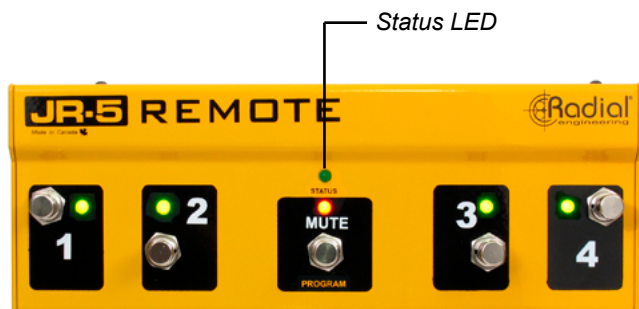 Status LED
JR·5 REMOTE
Radial
engineering
Made in Canada
STATUS
MUTE
1
2
3
4
PROGRAM